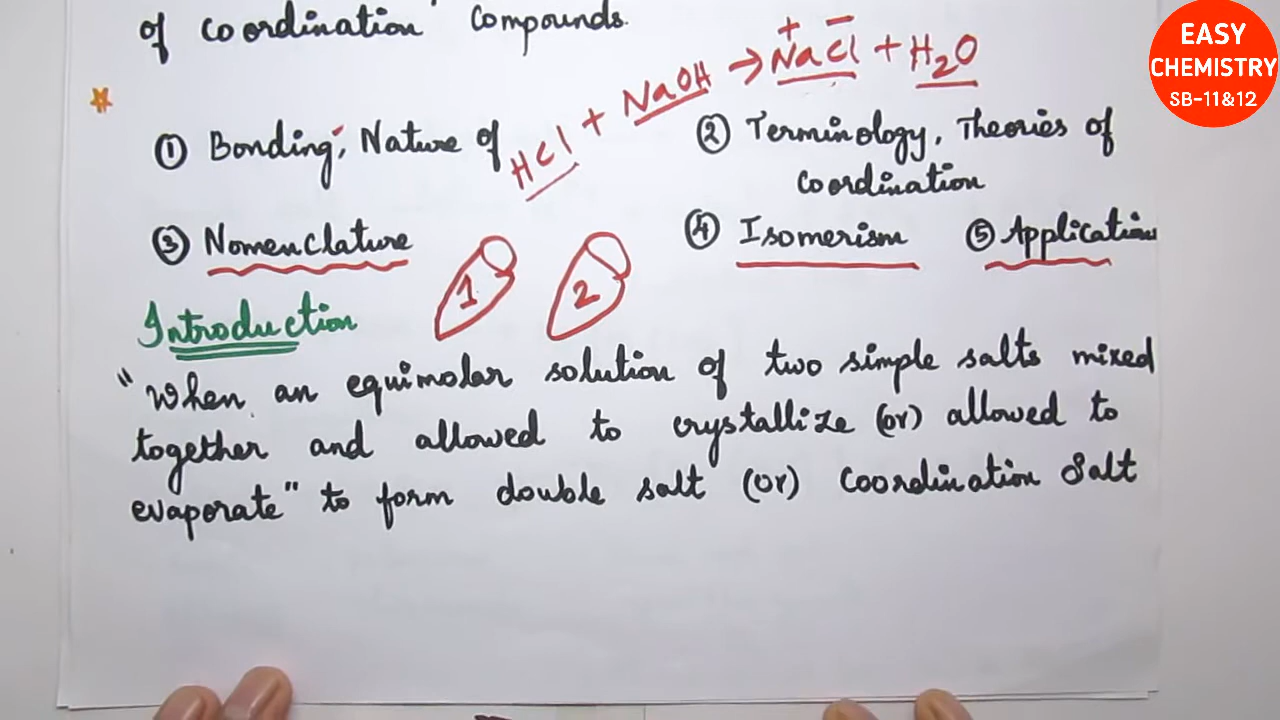 of coordination compounds.
HCl + NaOH → NaCl + H₂O
+ −
① Bonding, Nature of
② Terminology, Theories of
coordination
③ Nomenclature
④ Isomerism ⑤ Application
1 2
Introduction
"When an equimolar solution of two simple salts mixed
together and allowed to crystallize (or) allowed to
evaporate" to form double salt (or) Coordination Salt
EASY
CHEMISTRY
SB-11&12